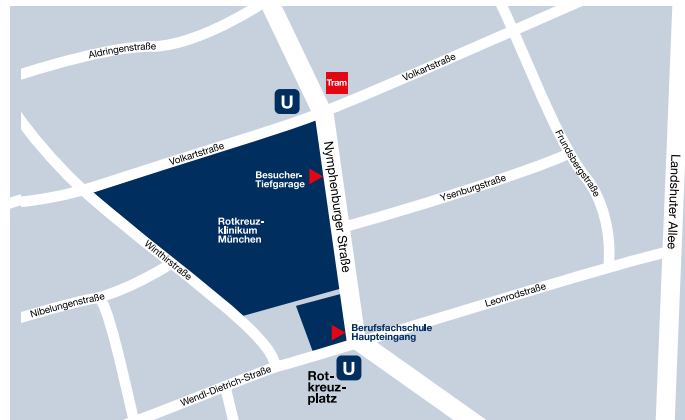 Aldringenstraße
Volkartstraße
Tram
U
Volkartstraße
Nymphenburger Straße
Besucher-
Tiefgarage
Frundsbergstraße
Landshuter Allee
Ysenburgstraße
Rotkreuz-
klinikum
München
Winthirstraße
Nibelungenstraße
Leonrodstraße
Berufsfachschule
Haupteingang
Wendl-Dietrich-Straße
U
Rot-
kreuz-
platz